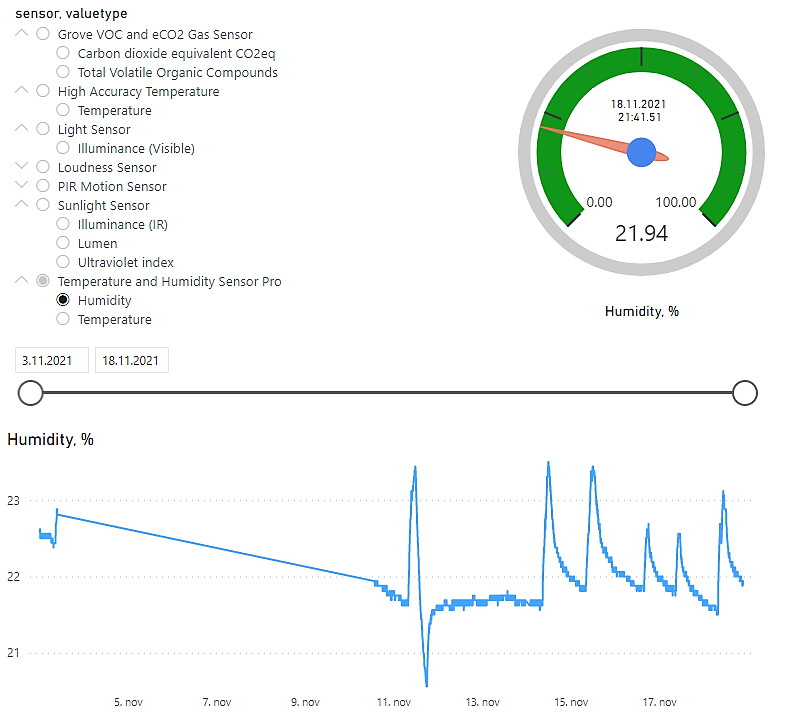 sensor, valuetype
Grove VOC and eCO2 Gas Sensor
Carbon dioxide equivalent CO2eq
Total Volatile Organic Compounds
High Accuracy Temperature
Temperature
Light Sensor
Illuminance (Visible)
Loudness Sensor
PIR Motion Sensor
Sunlight Sensor
Illuminance (IR)
Lumen
Ultraviolet index
Temperature and Humidity Sensor Pro
Humidity
Temperature
18.11.2021
21:41.51
0.00 100.00
21.94
Humidity, %
3.11.2021 18.11.2021
Humidity, %
23
22
21
5. nov 7. nov 9. nov 11. nov 13. nov 15. nov 17. nov